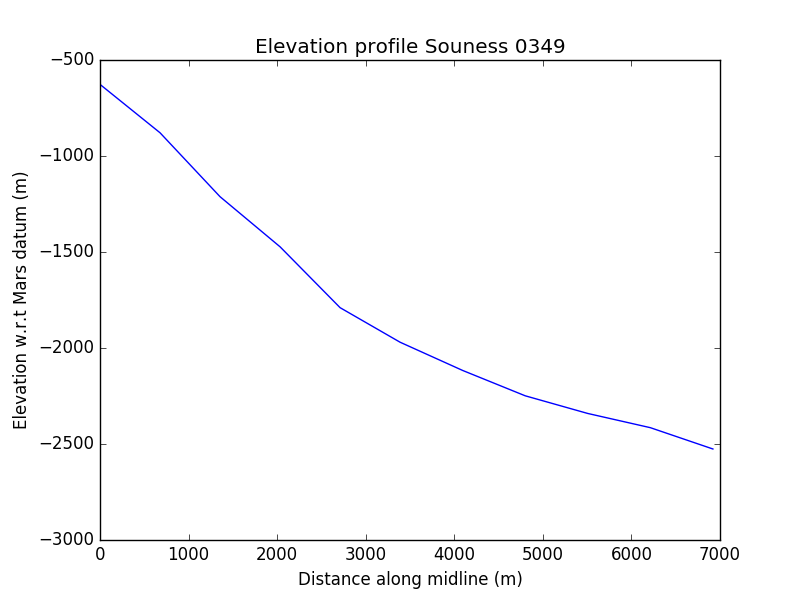 Elevation profile Souness 0349
−500
−1000
−1500
−2000
−2500
−3000
Elevation w.r.t Mars datum (m)
0 1000 2000 3000 4000 5000 6000 7000
Distance along midline (m)